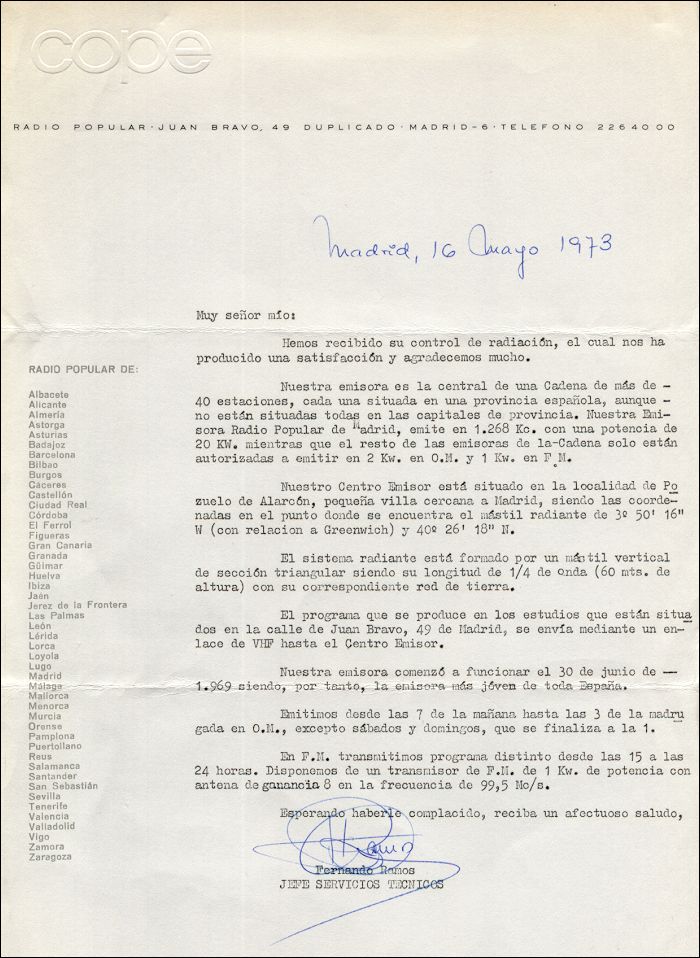 cope
RADIO POPULAR · JUAN BRAVO, 49 DUPLICADO · MADRID-6 · TELEFONO 2264000
Madrid, 16 mayo 1973
Muy señor mío:
Hemos recibido su control de radiación, el cual nos ha
producido una satisfacción y agradecemos mucho.
Nuestra emisora es la central de una Cadena de más de -
40 estaciones, cada una situada en una provincia española, aunque -
no están situadas todas en las capitales de provincia. Nuestra Emi-
sora Radio Popular de Madrid, emite en 1.268 Kc. con una potencia de
20 KW. mientras que el resto de las emisoras de la-Cadena solo están
autorizadas a emitir en 2 Kw. en O.M. y 1 Kw. en F.M.
Nuestro Centro Emisor está situado en la localidad de Po
zuelo de Alarcón, pequeña villa cercana a Madrid, siendo las coorde-
nadas en el punto donde se encuentra el mástil radiante de 3º 50' 16"
W (con relacion a Greenwich) y 40º 26' 18" N.
El sistema radiante está formado por un mástil vertical
de sección triangular siendo su longitud de 1/4 de onda (60 mts. de
altura) con su correspondiente red de tierra.
El programa que se produce en los estudios que están situa
dos en la calle de Juan Bravo, 49 de Madrid, se envía mediante un en-
lace de VHF hasta el Centro Emisor.
Nuestra emisora comenzó a funcionar el 30 de junio de --
1.969 siendo, por tanto, la emisora más jóven de toda España.
Emitimos desde las 7 de la mañana hasta las 3 de la madru
gada en O.M., excepto sábados y domingos, que se finaliza a la 1.
En F.M. transmitimos programa distinto desde las 15 a las
24 horas. Disponemos de un transmisor de F.M. de 1 Kw. de potencia con
antena de ganancia 8 en la frecuencia de 99,5 Mc/s.
Esperando haberle complacido, reciba un afectuoso saludo,
Fernando Ramos
JEFE SERVICIOS TECNICOS
RADIO POPULAR DE:
Albacete
Alicante
Almería
Astorga
Asturias
Badajoz
Barcelona
Bilbao
Burgos
Cáceres
Castellón
Ciudad Real
Córdoba
El Ferrol
Figueras
Gran Canaria
Granada
Güimar
Huelva
Ibiza
Jaén
Jerez de la Frontera
Las Palmas
León
Lérida
Lorca
Loyola
Lugo
Madrid
Málaga
Mallorca
Menorca
Murcia
Orense
Pamplona
Puertollano
Reus
Salamanca
Santander
San Sebastián
Sevilla
Tenerife
Valencia
Valladolid
Vigo
Zamora
Zaragoza